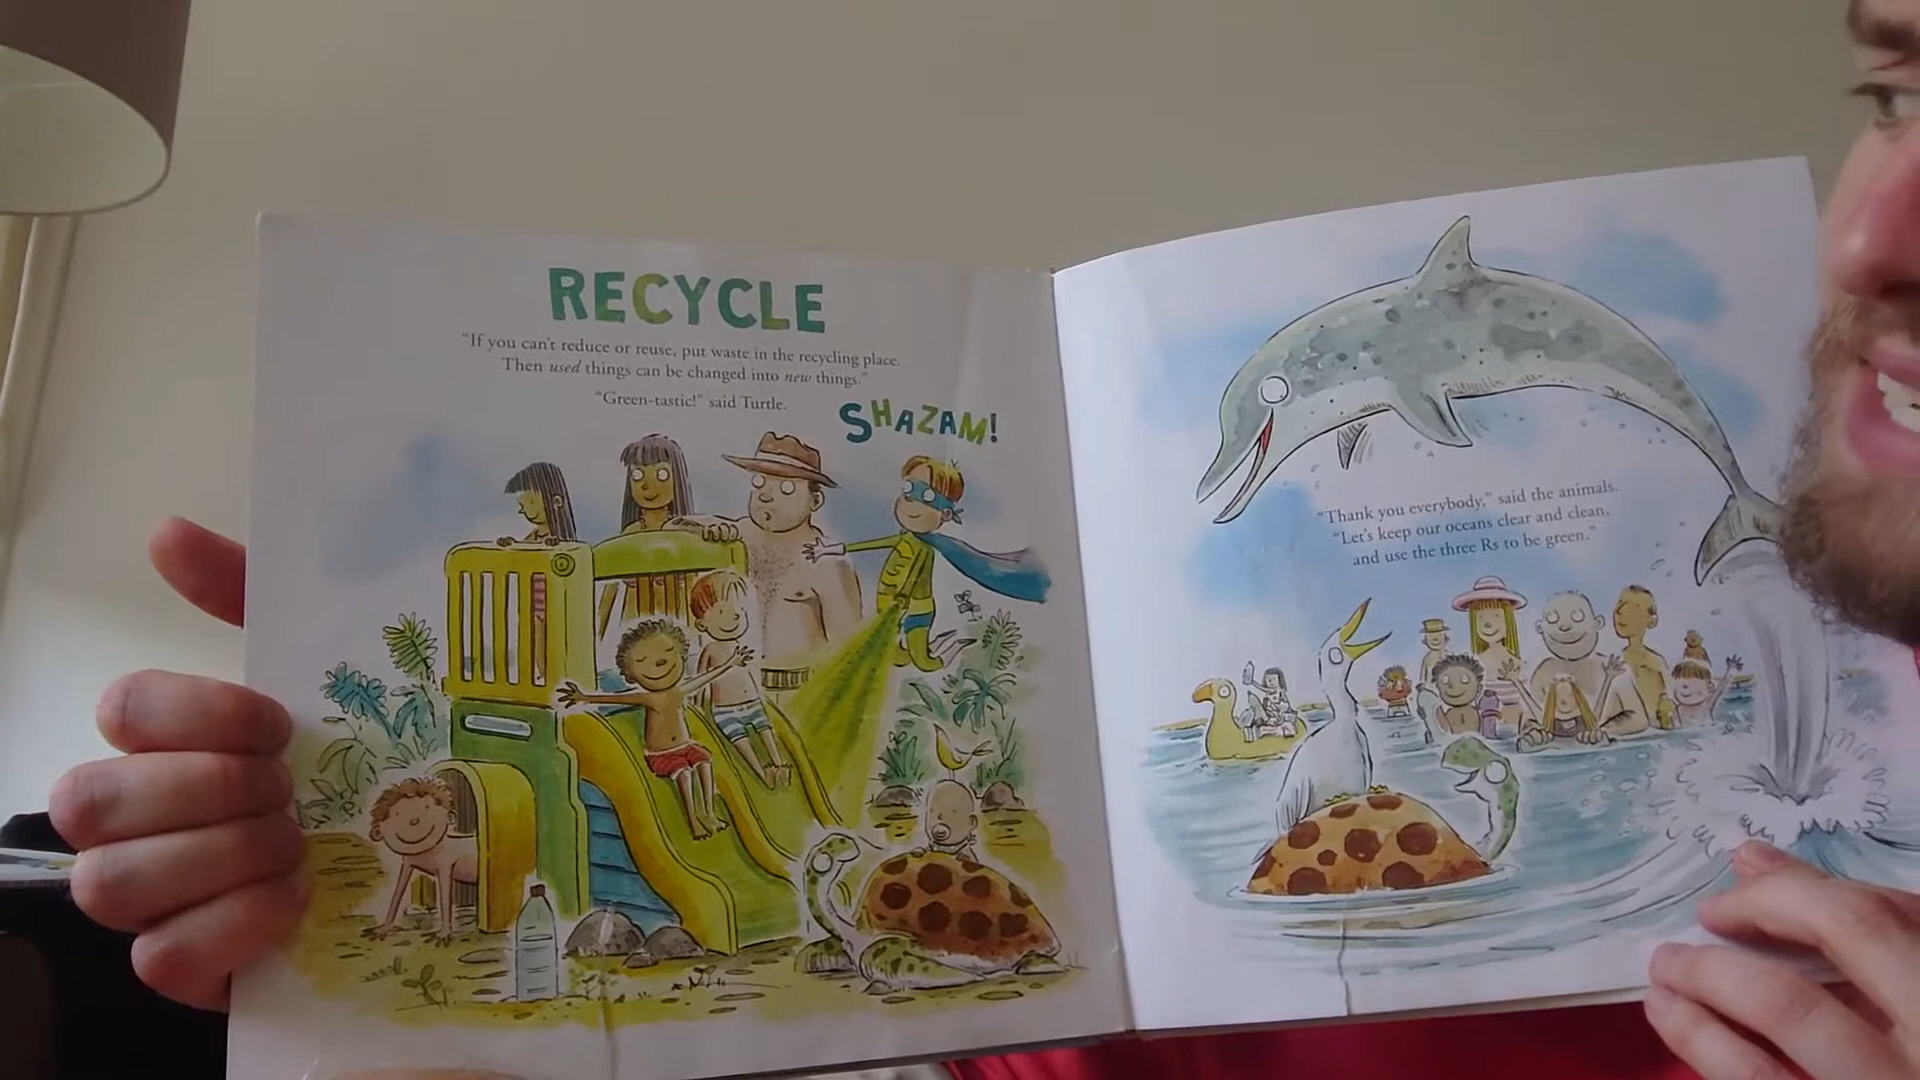 RECYCLE
“If you can't reduce or reuse, put waste in the recycling place.
Then used things can be changed into new things.”
“Green-tastic!” said Turtle.
SHAZAM!
“Thank you everybody,” said the animals.
“Let's keep our oceans clear and clean,
and use the three Rs to be green.”